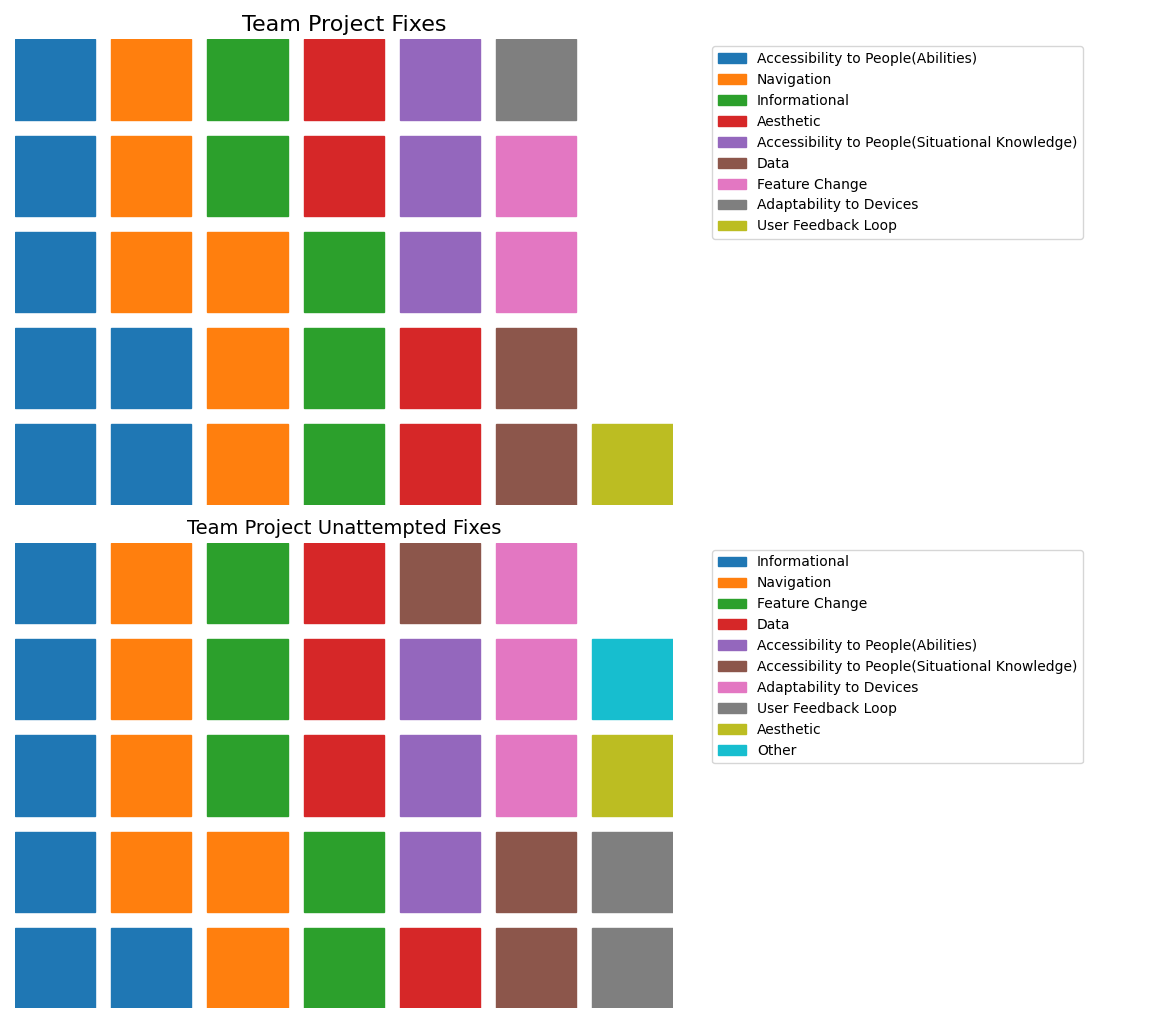 Team Project Fixes
Accessibility to People(Abilities)
Navigation
Informational
Aesthetic
Accessibility to People(Situational Knowledge)
Data
Feature Change
Adaptability to Devices
User Feedback Loop
Team Project Unattempted Fixes
Informational
Navigation
Feature Change
Data
Accessibility to People(Abilities)
Accessibility to People(Situational Knowledge)
Adaptability to Devices
User Feedback Loop
Aesthetic
Other